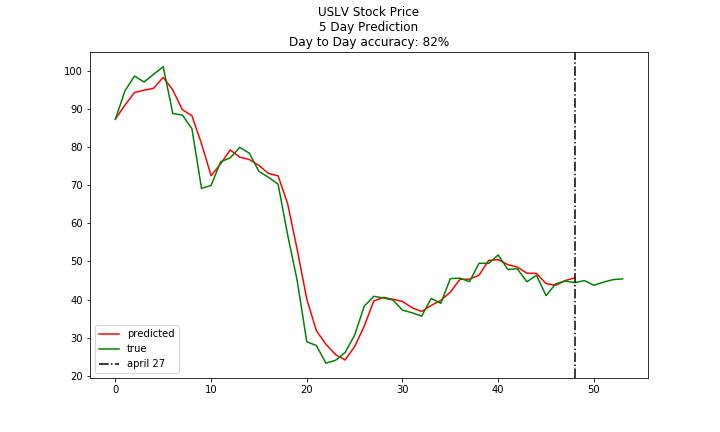 USLV Stock Price
5 Day Prediction
Day to Day accuracy: 82%
100
90
80
70
60
50
40
30
20
predicted
true
april 27
0
10
20
30
40
50